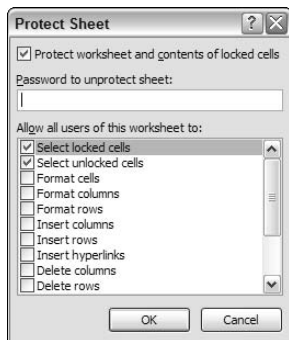 Protect Sheet
Protect worksheet and contents of locked cells
Password to unprotect sheet:
Allow all users of this worksheet to:
Select locked cells
Select unlocked cells
Format cells
Format columns
Format rows
Insert columns
Insert rows
Insert hyperlinks
Delete columns
Delete rows
OK Cancel